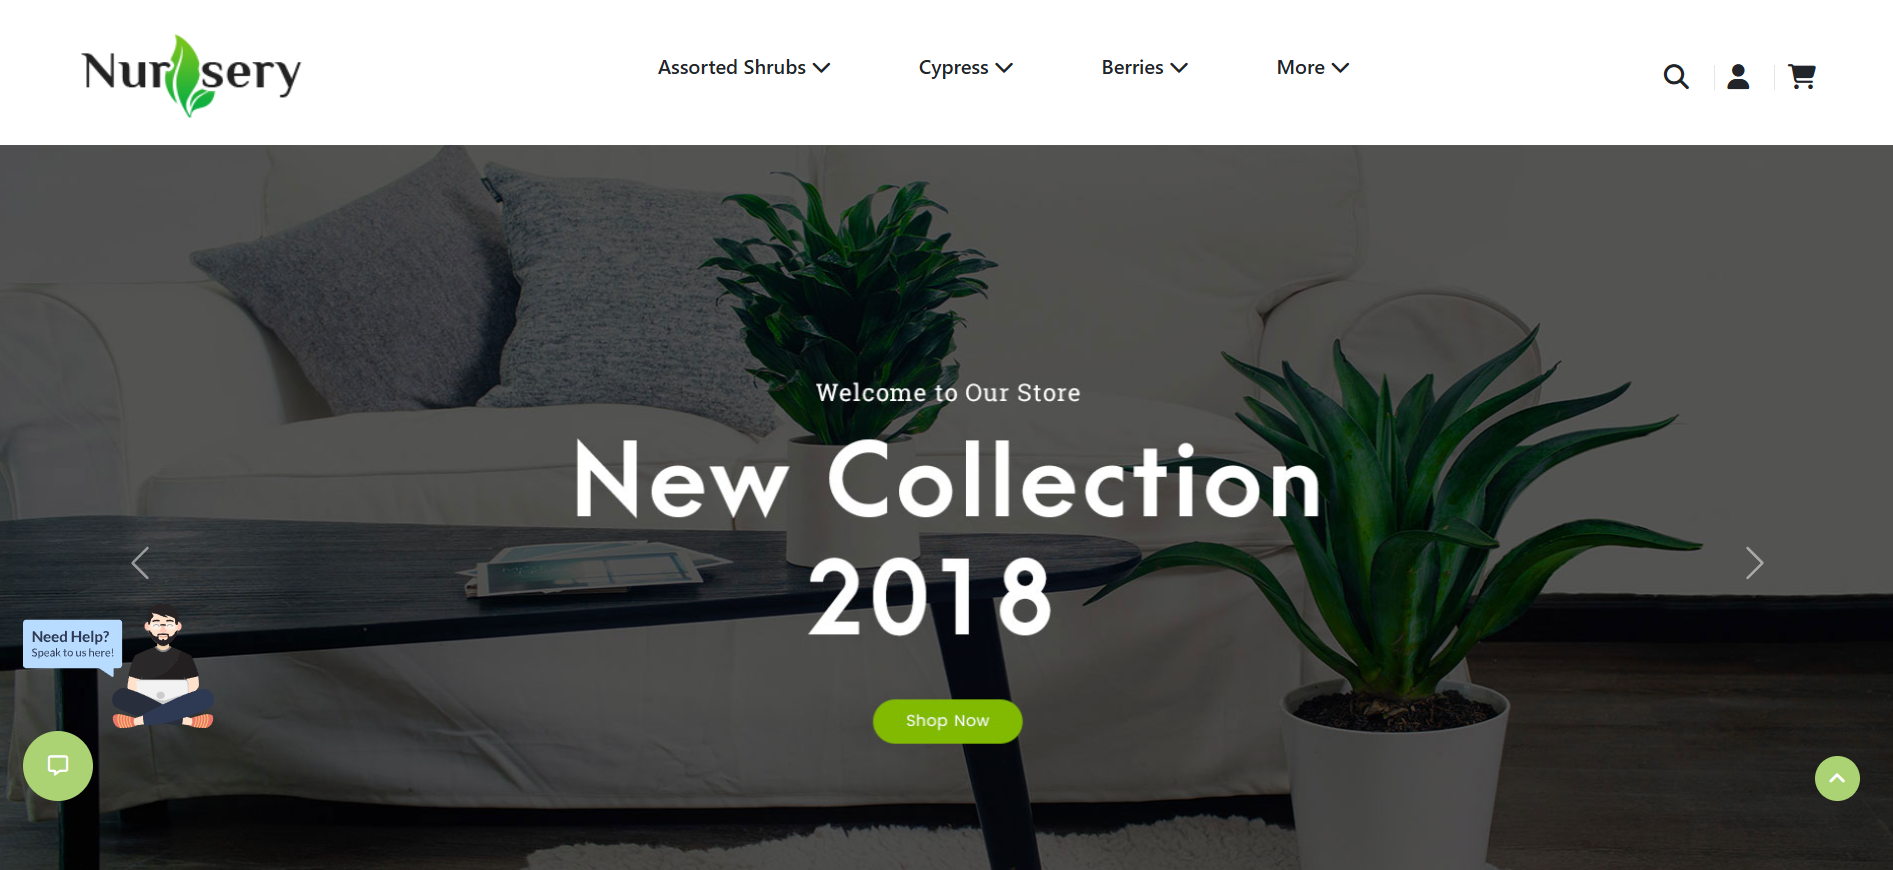 Nursery
Assorted Shrubs
Cypress
Berries
More
Welcome to Our Store
New Collection
2018
Need Help?
Speak to us here!
Shop Now